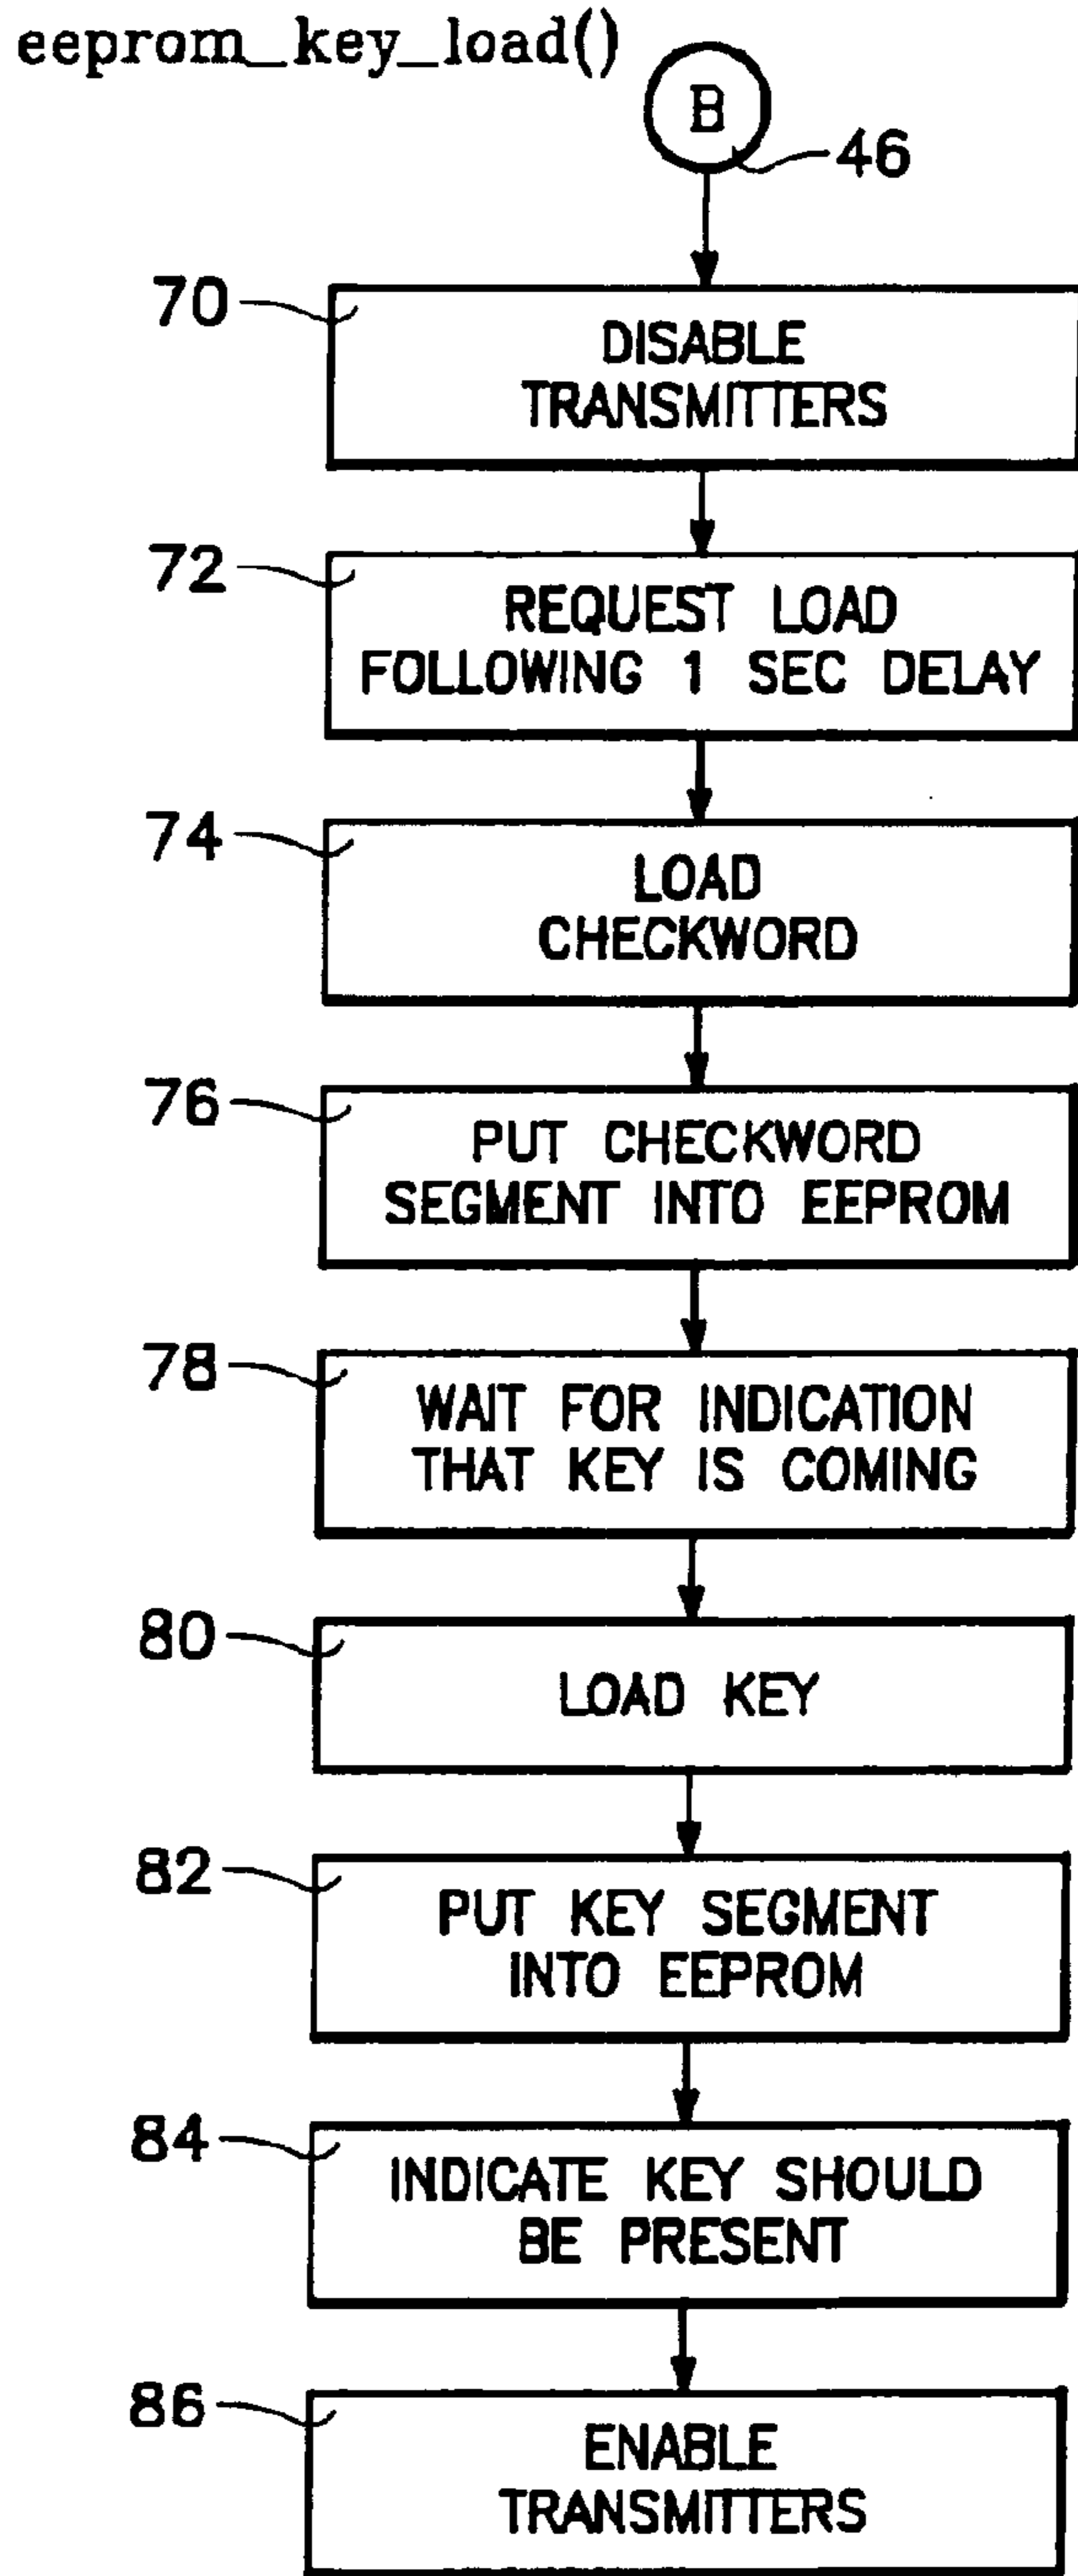 eeprom_key_load()
B
46
70
DISABLE
TRANSMITTERS
72
REQUEST LOAD
FOLLOWING 1 SEC DELAY
74
LOAD
CHECKWORD
76
PUT CHECKWORD
SEGMENT INTO EEPROM
78
WAIT FOR INDICATION
THAT KEY IS COMING
80
LOAD KEY
82
PUT KEY SEGMENT
INTO EEPROM
84
INDICATE KEY SHOULD
BE PRESENT
86
ENABLE
TRANSMITTERS